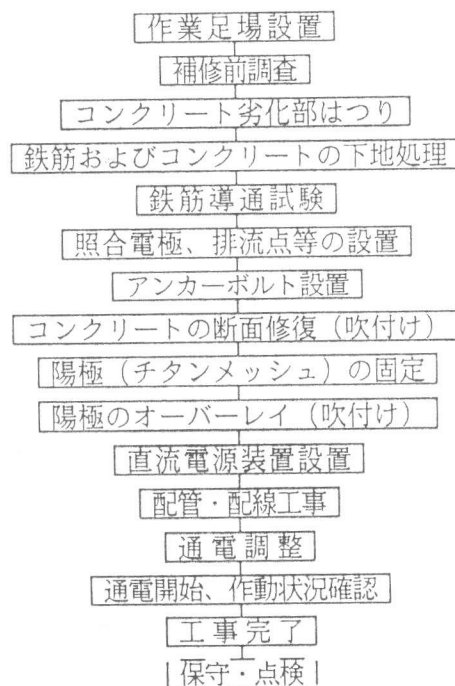 作業足場設置
補修前調査
コンクリート劣化部はつり
鉄筋およびコンクリートの下地処理
鉄筋導通試験
照合電極、排流点等の設置
アンカーボルト設置
コンクリートの断面修復（吹付け）
陽極（チタンメッシュ）の固定
陽極のオーバーレイ（吹付け）
直流電源装置設置
配管・配線工事
通電調整
通電開始、作動状況確認
工事完了
保守・点検